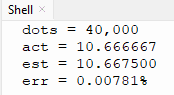 Shell ×
dots = 40,000
act = 10.666667
est = 10.667500
err = 0.00781%